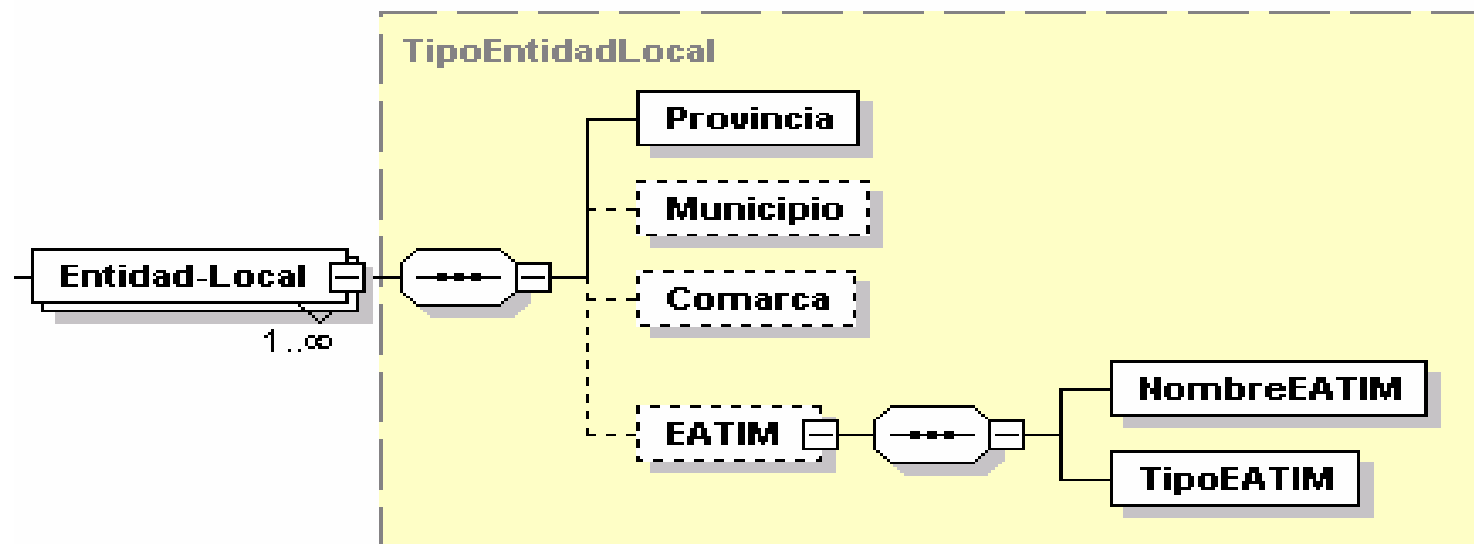 TipoEntidadLocal
Provincia
Municipio
Entidad-Local
Comarca
1..∞
NombreEATIM
EATIM
TipoEATIM